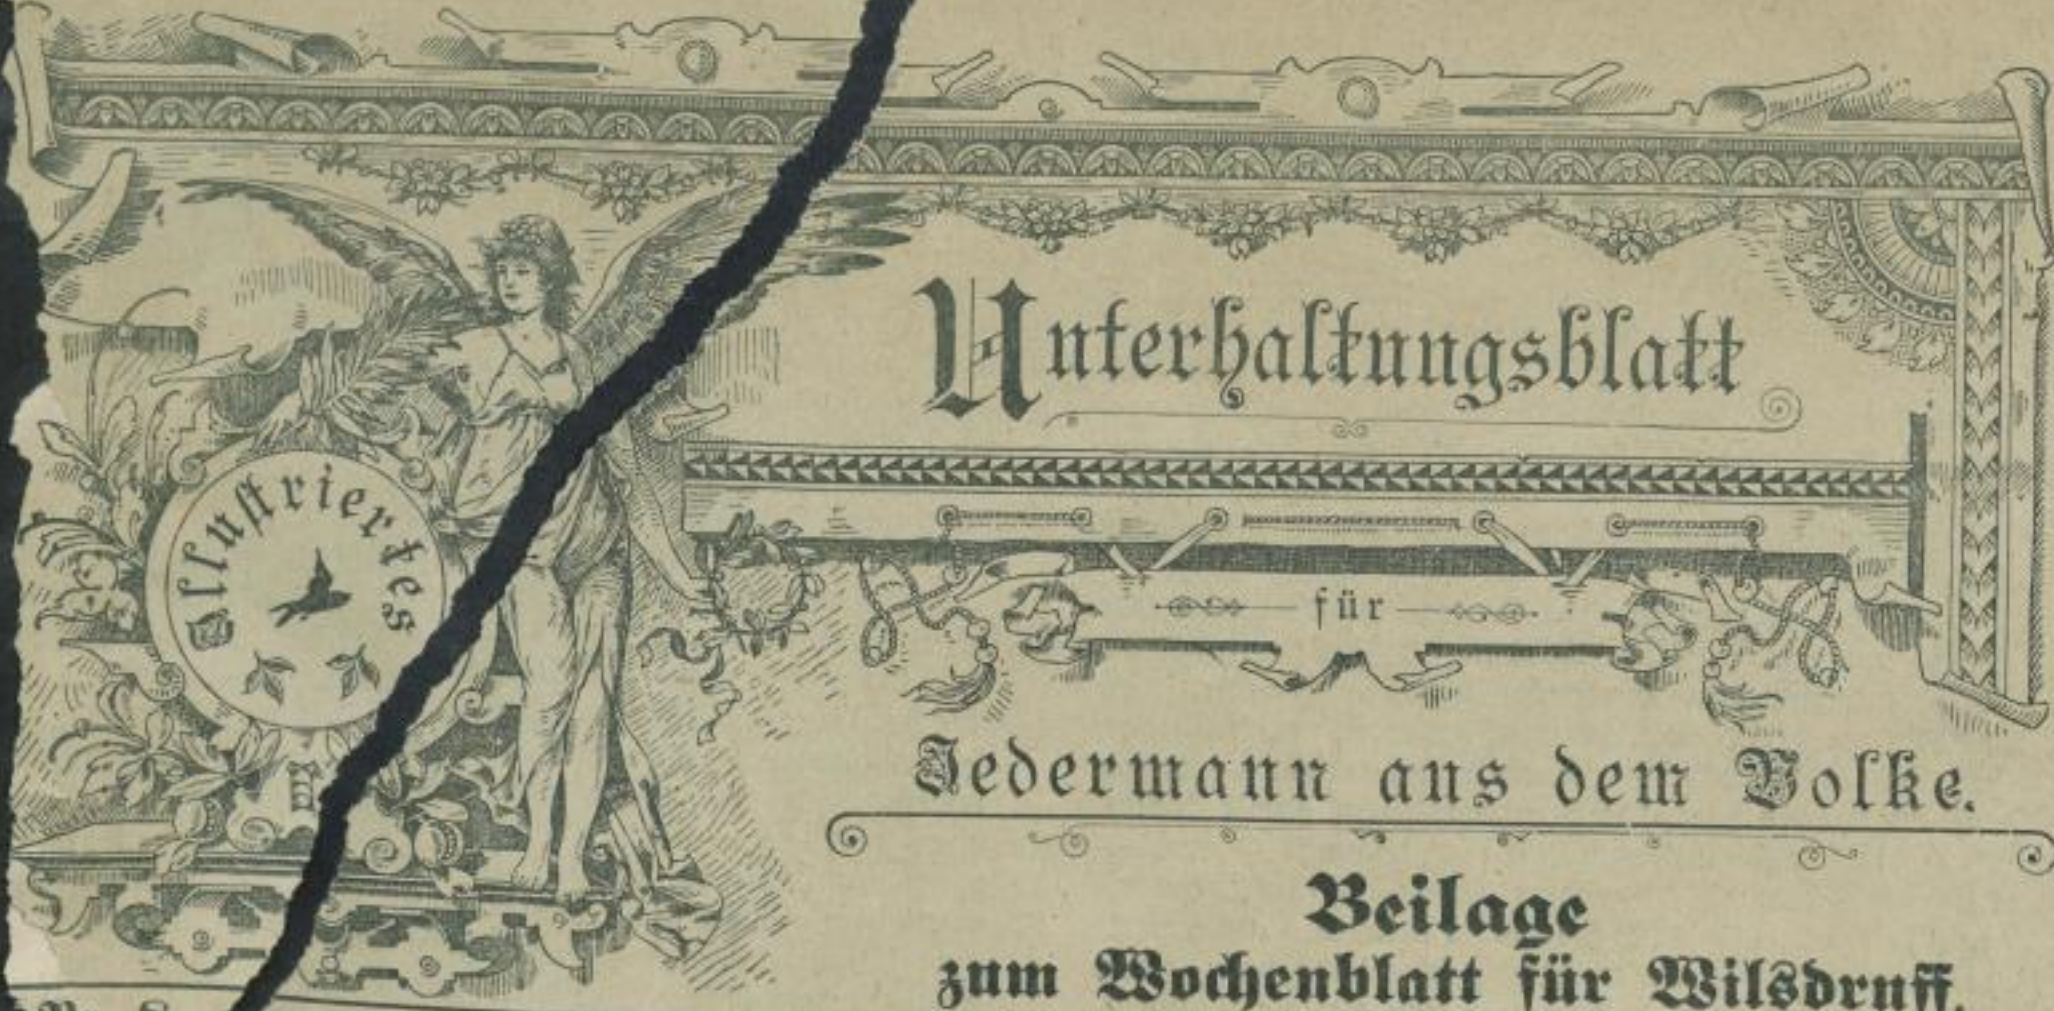 Illustriertes
Unterhaltungsblatt
für
Jedermann aus dem Volke.
Beilage
zum Wochenblatt für Wilsdruff.